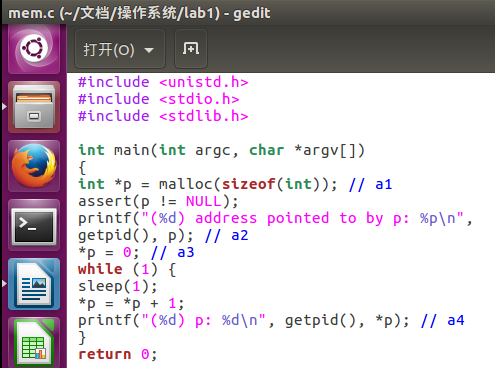 mem.c (~/文档/操作系统/lab1) - gedit
打开(O)
#include <unistd.h>
#include <stdio.h>
#include <stdlib.h>
int main(int argc, char *argv[])
{
int *p = malloc(sizeof(int)); // a1
assert(p != NULL);
printf("(%d) address pointed to by p: %p\n",
getpid(), p); // a2
*p = 0; // a3
while (1) {
sleep(1);
*p = *p + 1;
printf("(%d) p: %d\n", getpid(), *p); // a4
}
return 0;